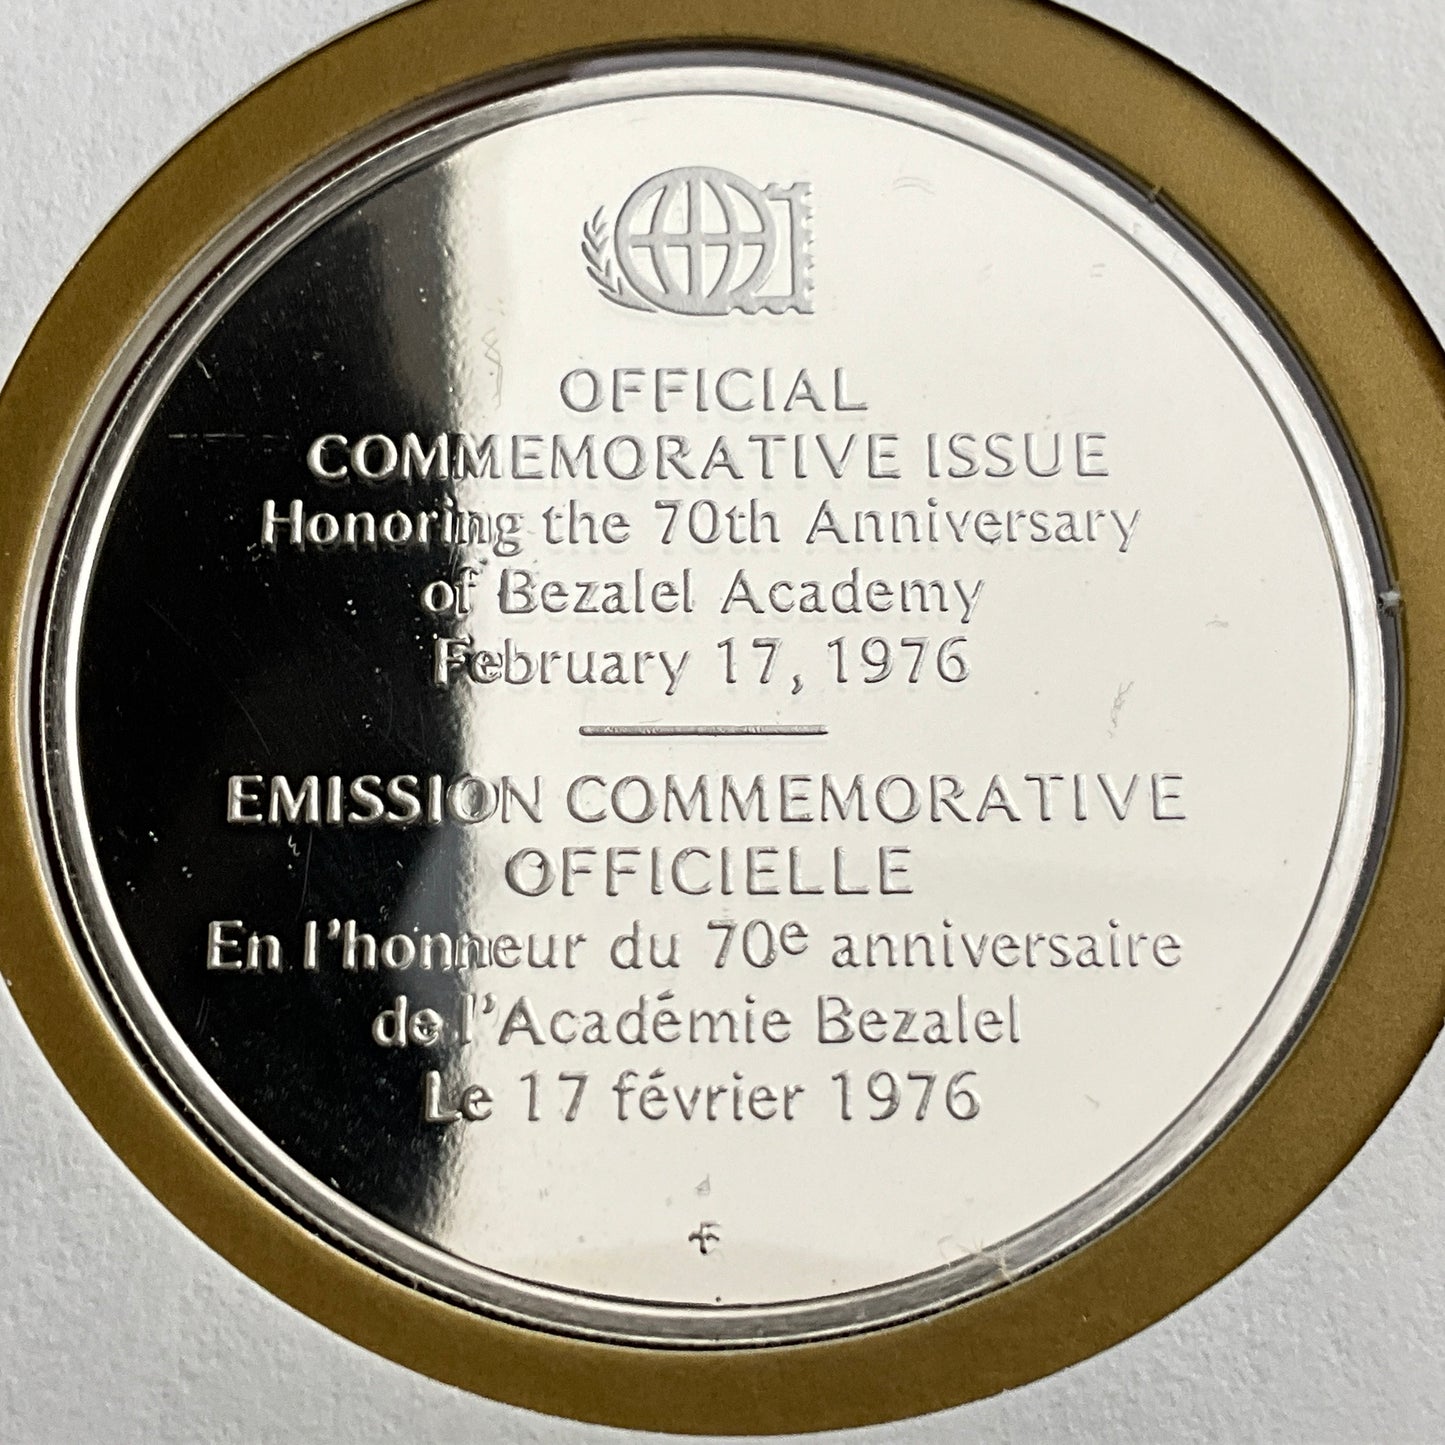 OFFICIAL
COMMEMORATIVE ISSUE
Honoring the 70th Anniversary
of Bezalel Academy
February 17, 1976
EMISSION COMMEMORATIVE
OFFICIELLE
En l'honneur du 70e anniversaire
de l'Académie Bezalel
Le 17 février 1976